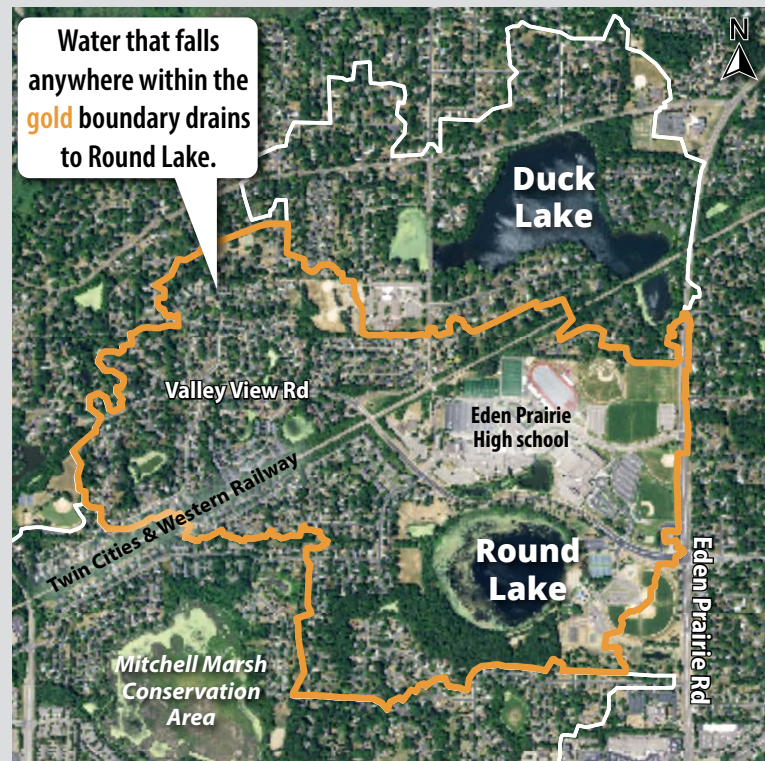 Water that falls
anywhere within the
gold boundary drains
to Round Lake.
N
Duck
Lake
Valley View Rd
Eden Prairie
High school
Twin Cities & Western Railway
Round
Lake
Eden Prairie Rd
Mitchell Marsh
Conservation
Area